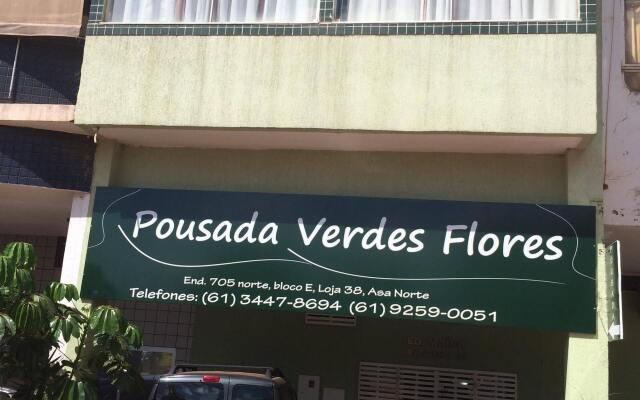 Pousada Verdes Flores
End. 705 norte, bloco E, Loja 38, Asa Norte
Telefones: (61) 3447-8694 (61) 9259-0051